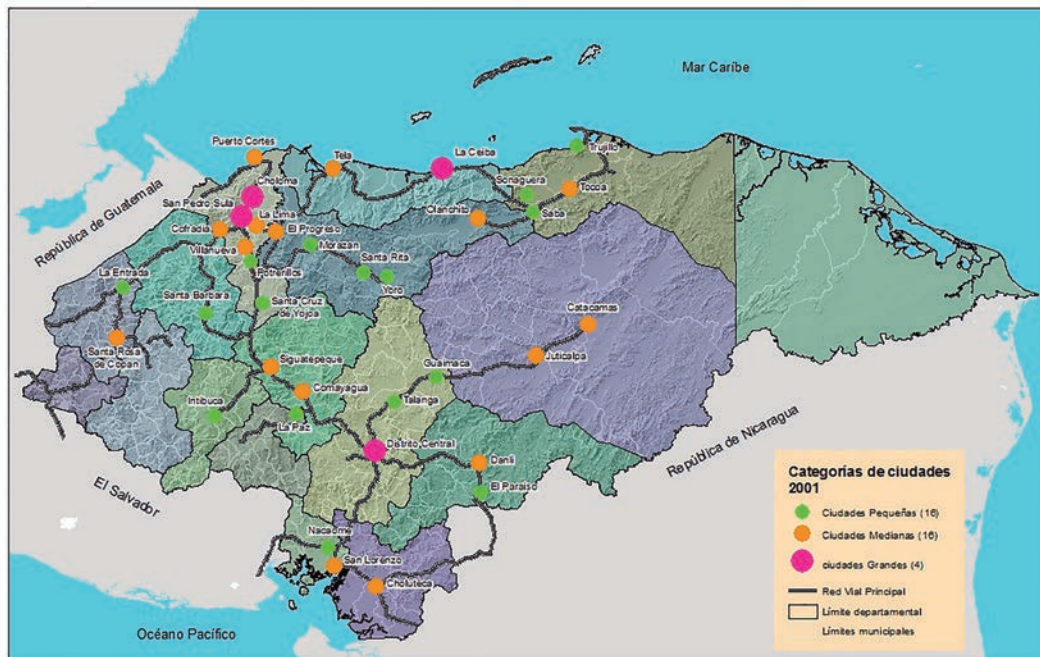 Mar Caríbe
Puerto Cortes
Tela
La Ceiba
Trujillo
Choloma
San Pedro Sula
La Lima
Sonaguera
Tocoa
Cofradia
El Progreso
Olanchito
Saba
República de Guatemala
Villanueva
Morazan
Potrerillos
Santa Rita
Yoro
La Entrada
Santa Barbara
Santa Cruz
de Yojoa
Catacamas
Santa Rosa
de Copan
Siguatepeque
Guaimaca
Juticalpa
Comayagua
Intibuca
Talanga
La Paz
Distrito Central
República de Nicaragua
Danli
El Salvador
El Paraiso
Nacaome
San Lorenzo
Choluteca
Océano Pacífico
Categorías de ciudades
2001
Ciudades Pequeñas (16)
Ciudades Medianas (16)
ciudades Grandes (4)
Red Vial Principal
Límite departamental
Límites municipales